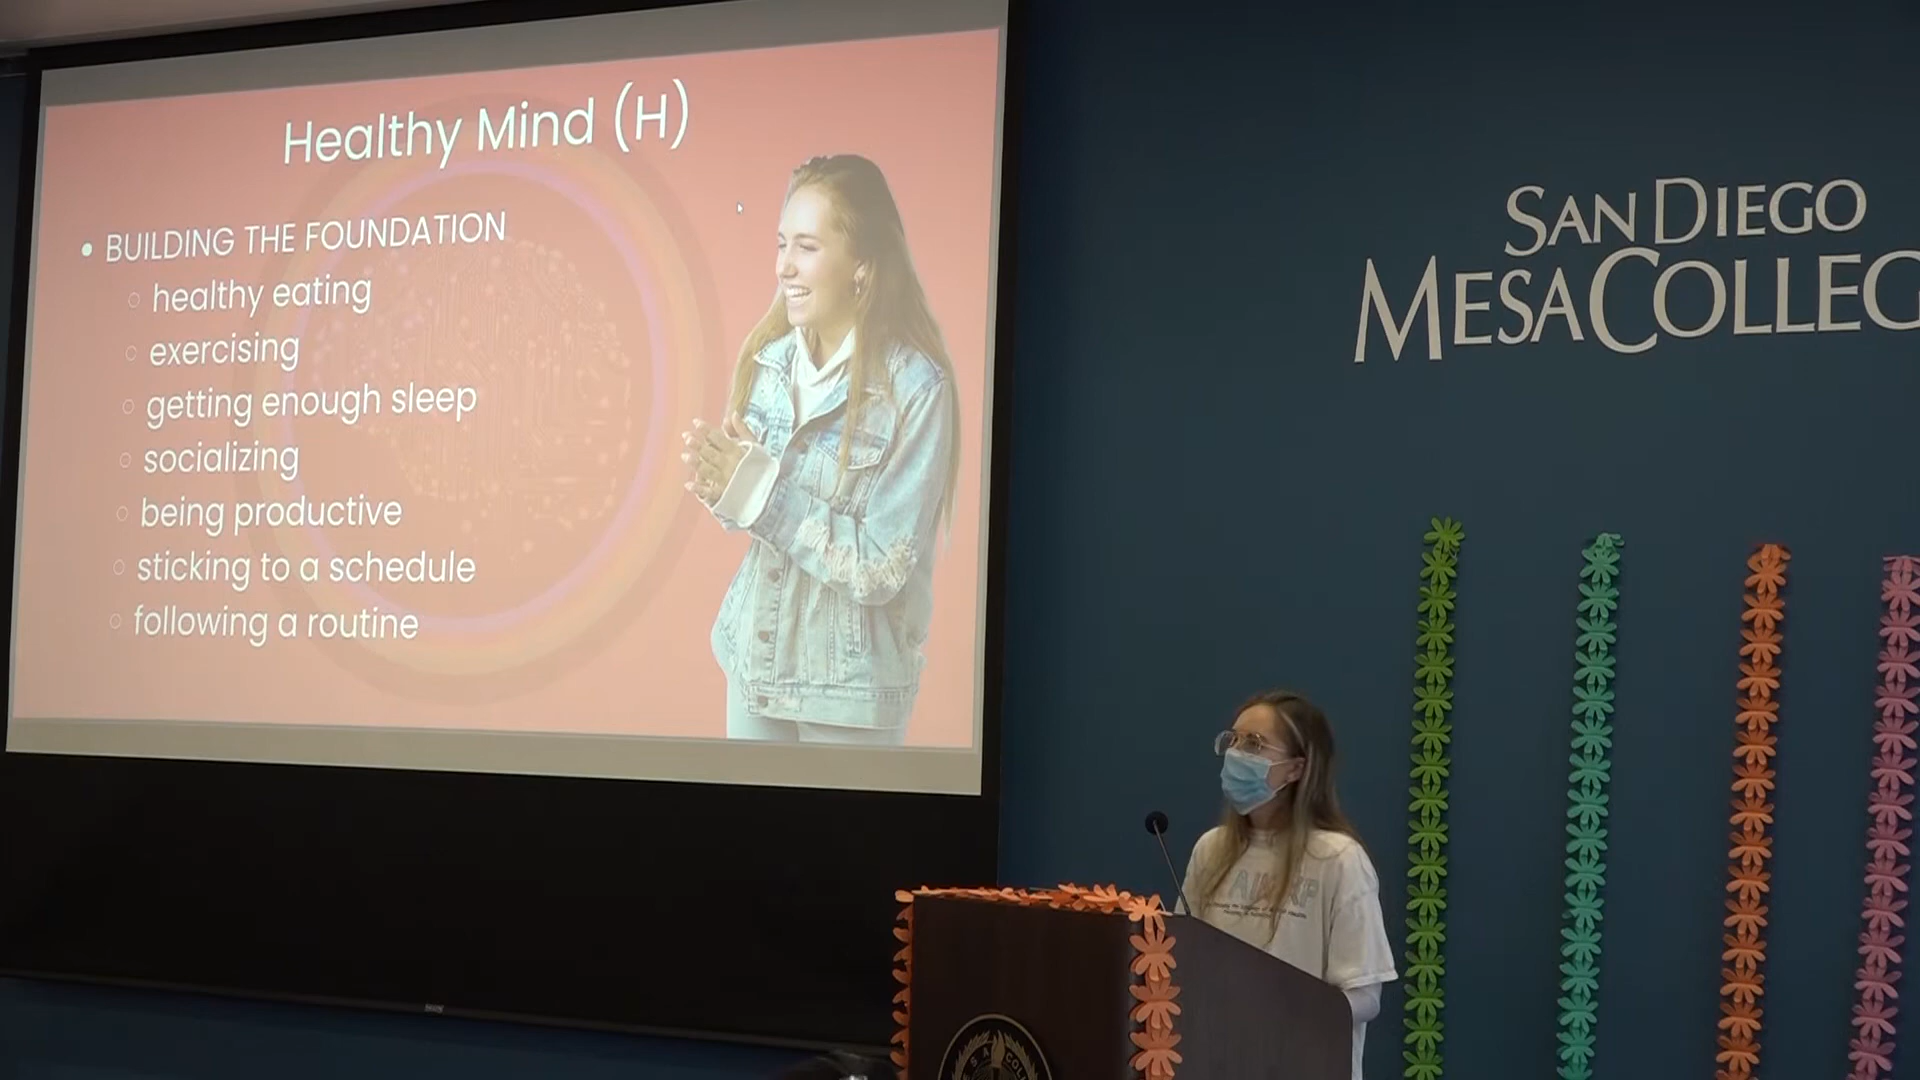 Healthy Mind (H)
• BUILDING THE FOUNDATION
○ healthy eating
○ exercising
○ getting enough sleep
○ socializing
○ being productive
○ sticking to a schedule
○ following a routine
SAN DIEGO
MESA COLLEG